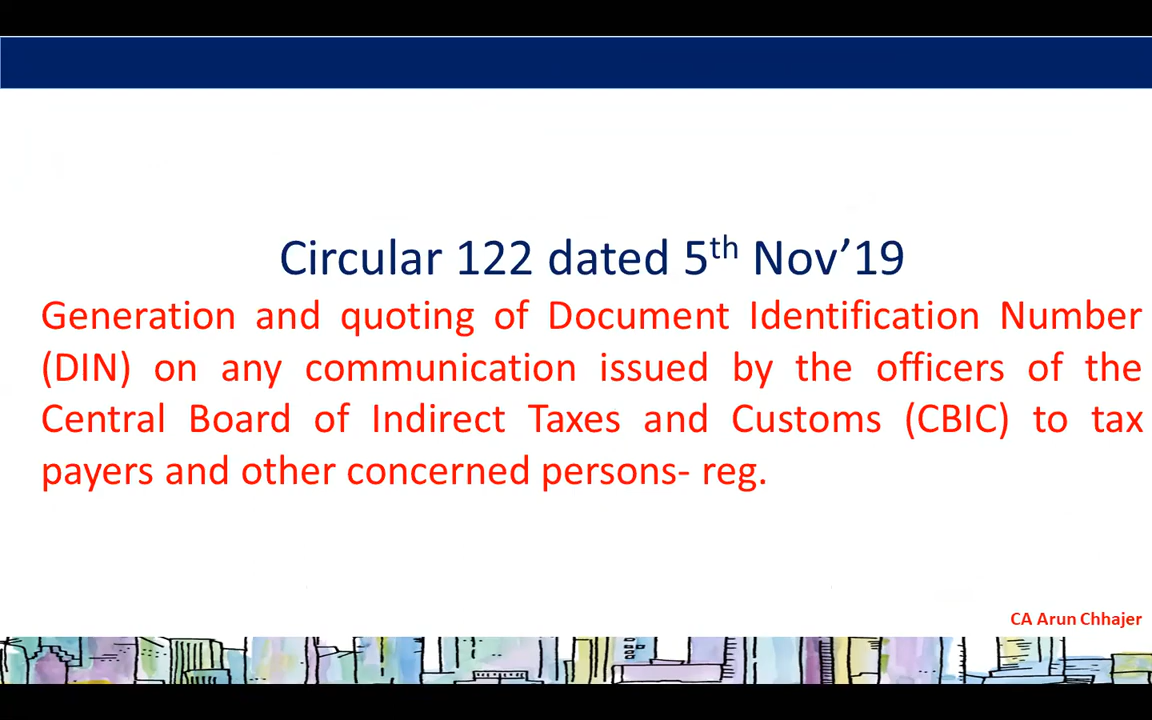 Circular 122 dated 5th Nov’19
Generation and quoting of Document Identification Number
(DIN) on any communication issued by the officers of the
Central Board of Indirect Taxes and Customs (CBIC) to tax
payers and other concerned persons- reg.
CA Arun Chhajer